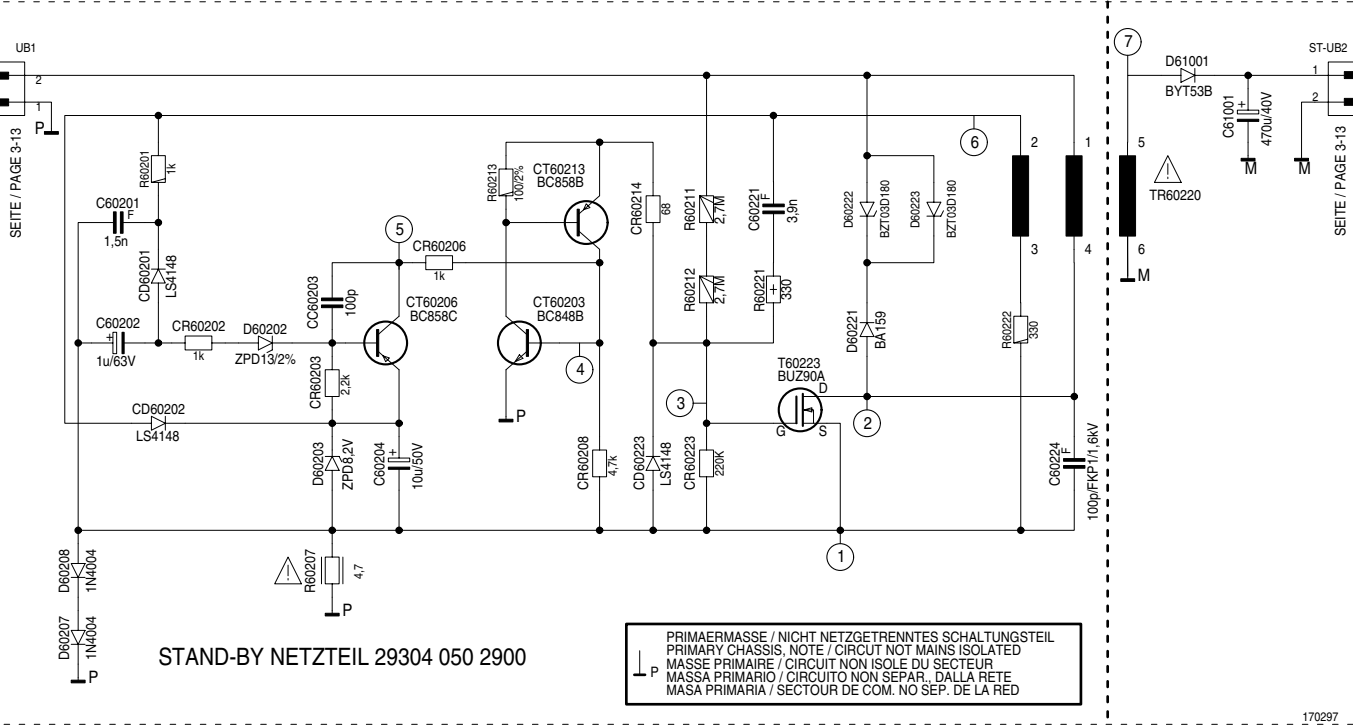 UB1
2
1
P
SEITE / PAGE 3-13
R60201
1k
C60201
F
1,5n
CD60201
LS4148
C60202
+
1u/63V
CR60202
1k
D60202
ZPD13/2%
CC60203
100p
5
CR60206
1k
CT60206
BC858C
CR60203
2,2k
CD60202
LS4148
D60203
ZPD8,2V
C60204
+
10u/50V
R60213
100/2%
CT60213
BC858B
CT60203
BC848B
4
P
CR60208
4,7k
CR60214
68
CD60223
LS4148
R60211
2,7M
R60212
2,7M
3
CR60223
220K
C60221
F
3,9n
R60221
+
330
T60223
BUZ90A
D
G
S
D60222
BZT03D180
D60223
BZT03D180
D60221
BA159
2
1
6
2
3
R60222
330
1
4
C60224
F
100p/FKP1/1,6kV
7
5
6
M
TR60220
D61001
BYT53B
C61001
+
470u/40V
M
M
ST-UB2
1
2
SEITE / PAGE 3-13
D60208
1N4004
D60207
1N4004
P
R60207
4,7
P
STAND-BY NETZTEIL 29304 050 2900
P
PRIMAERMASSE / NICHT NETZGETRENNTES SCHALTUNGSTEIL
PRIMARY CHASSIS, NOTE / CIRCUT NOT MAINS ISOLATED
MASSE PRIMAIRE / CIRCUIT NON ISOLE DU SECTEUR
MASSA PRIMARIO / CIRCUITO NON SEPAR., DALLA RETE
MASA PRIMARIA / SECTOUR DE COM. NO SEP. DE LA RED
170297